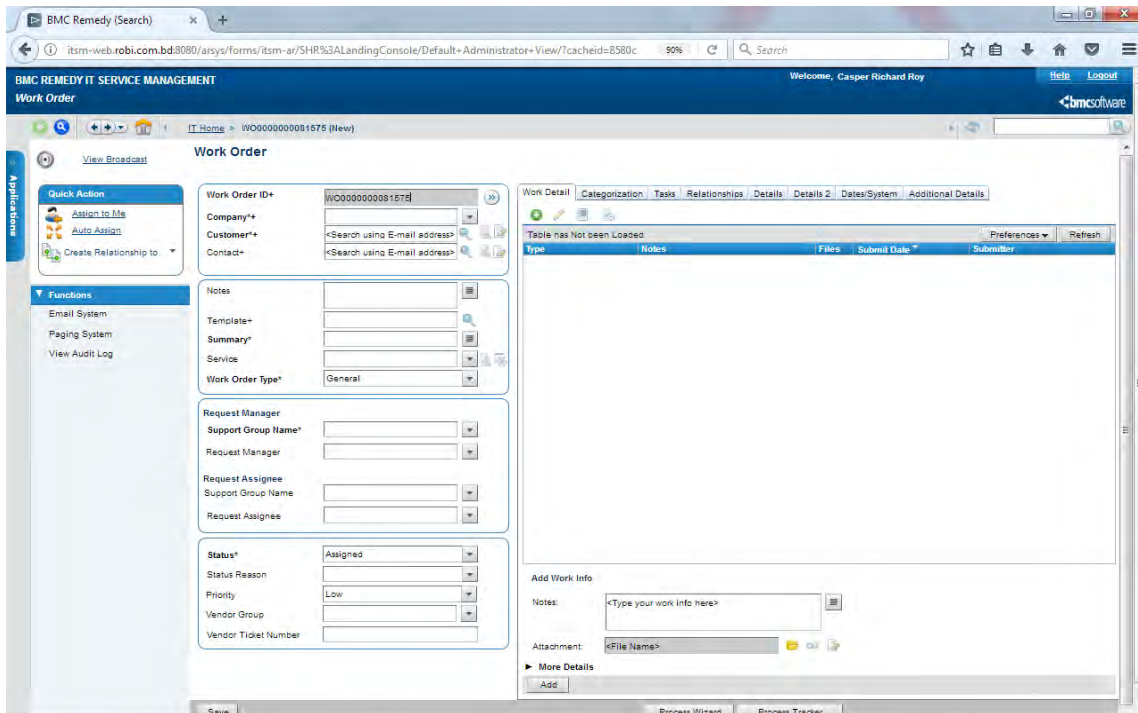 BMC Remedy (Search)
itsm-web.robi.com.bd:8080/arsys/forms/itsm-ar/SHR%3ALandingConsole/Default+Administrator+View/?cacheid=8580c
90%
Search
BMC REMEDY IT SERVICE MANAGEMENT
Welcome, Casper Richard Roy
Help Logout
Work Order
bmcsoftware
IT Home > WO0000000081575 (New)
Applications
View Broadcast
Work Order
Quick Action
Assign to Me
Auto Assign
Create Relationship to
Functions
Email System
Paging System
View Audit Log
Work Order ID+ WO0000000081575
Company*+
Customer*+ <Search using E-mail address>
Contact+ <Search using E-mail address>
Notes
Template+
Summary*
Service
Work Order Type* General
Request Manager
Support Group Name*
Request Manager
Request Assignee
Support Group Name
Request Assignee
Status* Assigned
Status Reason
Priority Low
Vendor Group
Vendor Ticket Number
Work Detail Categorization Tasks Relationships Details Details 2 Dates/System Additional Details
Table has Not been Loaded Preferences Refresh
Type Notes Files Submit Date Submitter
Add Work Info
Notes: <Type your work info here>
Attachment: <File Name>
More Details
Add
Save Process Wizard Process Tracker